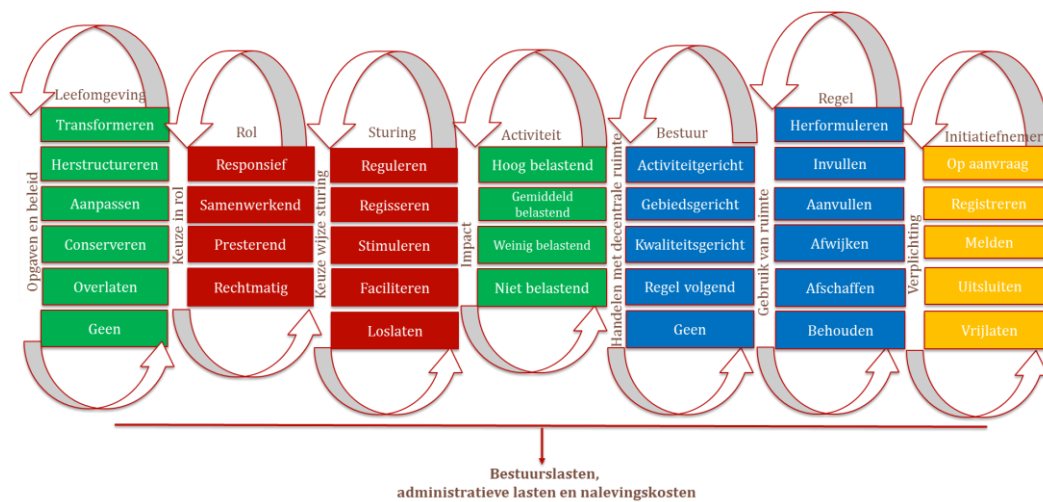 Leefomgeving
Opgaven en beleid
Transformeren
Herstructureren
Aanpassen
Conserveren
Overlaten
Geen
Rol
Keuze in rol
Responsief
Samenwerkend
Presterend
Rechtmatig
Sturing
Keuze wijze sturing
Reguleren
Regisseren
Stimuleren
Faciliteren
Loslaten
Activiteit
Impact
Hoog belastend
Gemiddeld
belastend
Weinig belastend
Niet belastend
Bestuur
Handelen met decentrale ruimte
Activiteitgericht
Gebiedsgericht
Kwaliteitsgericht
Regel volgend
Geen
Regel
Gebruik van ruimte
Herformuleren
Invullen
Aanvullen
Afwijken
Afschaffen
Behouden
Initiatiefnemer
Verplichting
Op aanvraag
Registreren
Melden
Uitsluiten
Vrijlaten
Bestuurslasten,
administratieve lasten en nalevingskosten